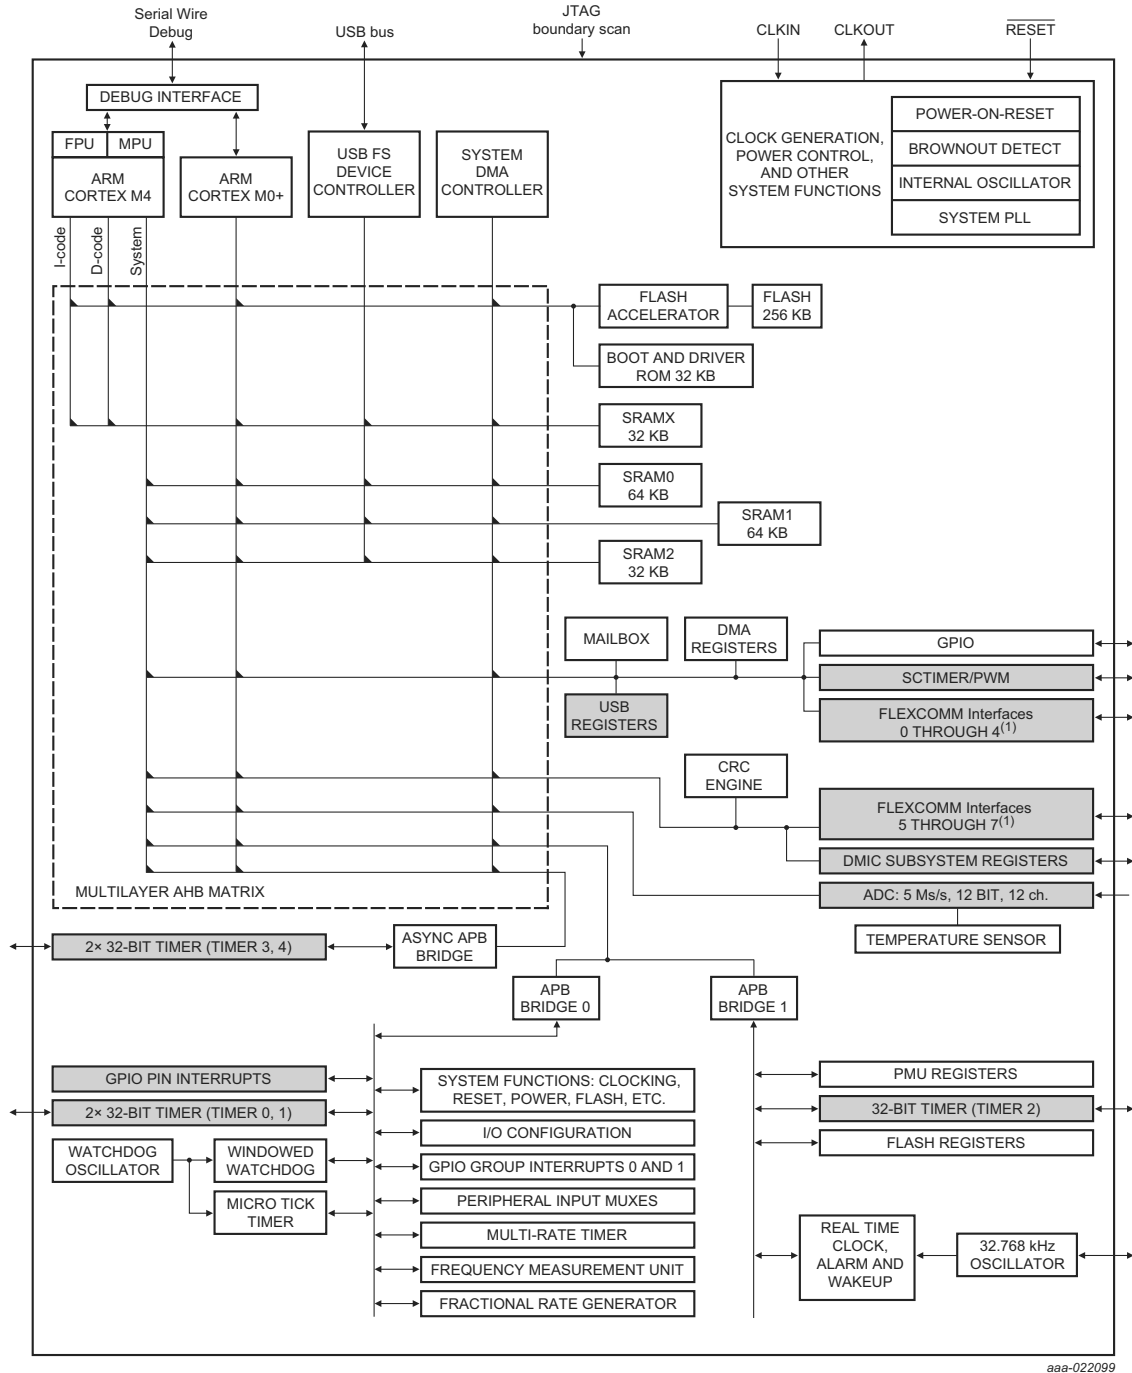 Serial Wire
Debug
USB bus
JTAG
boundary scan
CLKIN
CLKOUT
RESET
DEBUG INTERFACE
FPU
MPU
ARM
CORTEX M4
ARM
CORTEX M0+
USB FS
DEVICE
CONTROLLER
SYSTEM
DMA
CONTROLLER
CLOCK GENERATION,
POWER CONTROL,
AND OTHER
SYSTEM FUNCTIONS
POWER-ON-RESET
BROWNOUT DETECT
INTERNAL OSCILLATOR
SYSTEM PLL
I-code
D-code
System
FLASH
ACCELERATOR
FLASH
256 KB
BOOT AND DRIVER
ROM 32 KB
SRAMX
32 KB
SRAM0
64 KB
SRAM1
64 KB
SRAM2
32 KB
MAILBOX
DMA
REGISTERS
GPIO
SCTIMER/PWM
USB
REGISTERS
FLEXCOMM Interfaces
0 THROUGH 4(1)
CRC
ENGINE
FLEXCOMM Interfaces
5 THROUGH 7(1)
DMIC SUBSYSTEM REGISTERS
MULTILAYER AHB MATRIX
ADC: 5 Ms/s, 12 BIT, 12 ch.
TEMPERATURE SENSOR
2× 32-BIT TIMER (TIMER 3, 4)
ASYNC APB
BRIDGE
APB
BRIDGE 0
APB
BRIDGE 1
GPIO PIN INTERRUPTS
2× 32-BIT TIMER (TIMER 0, 1)
WATCHDOG
OSCILLATOR
WINDOWED
WATCHDOG
MICRO TICK
TIMER
SYSTEM FUNCTIONS: CLOCKING,
RESET, POWER, FLASH, ETC.
I/O CONFIGURATION
GPIO GROUP INTERRUPTS 0 AND 1
PERIPHERAL INPUT MUXES
MULTI-RATE TIMER
FREQUENCY MEASUREMENT UNIT
FRACTIONAL RATE GENERATOR
PMU REGISTERS
32-BIT TIMER (TIMER 2)
FLASH REGISTERS
REAL TIME
CLOCK,
ALARM AND
WAKEUP
32.768 kHz
OSCILLATOR
aaa-022099